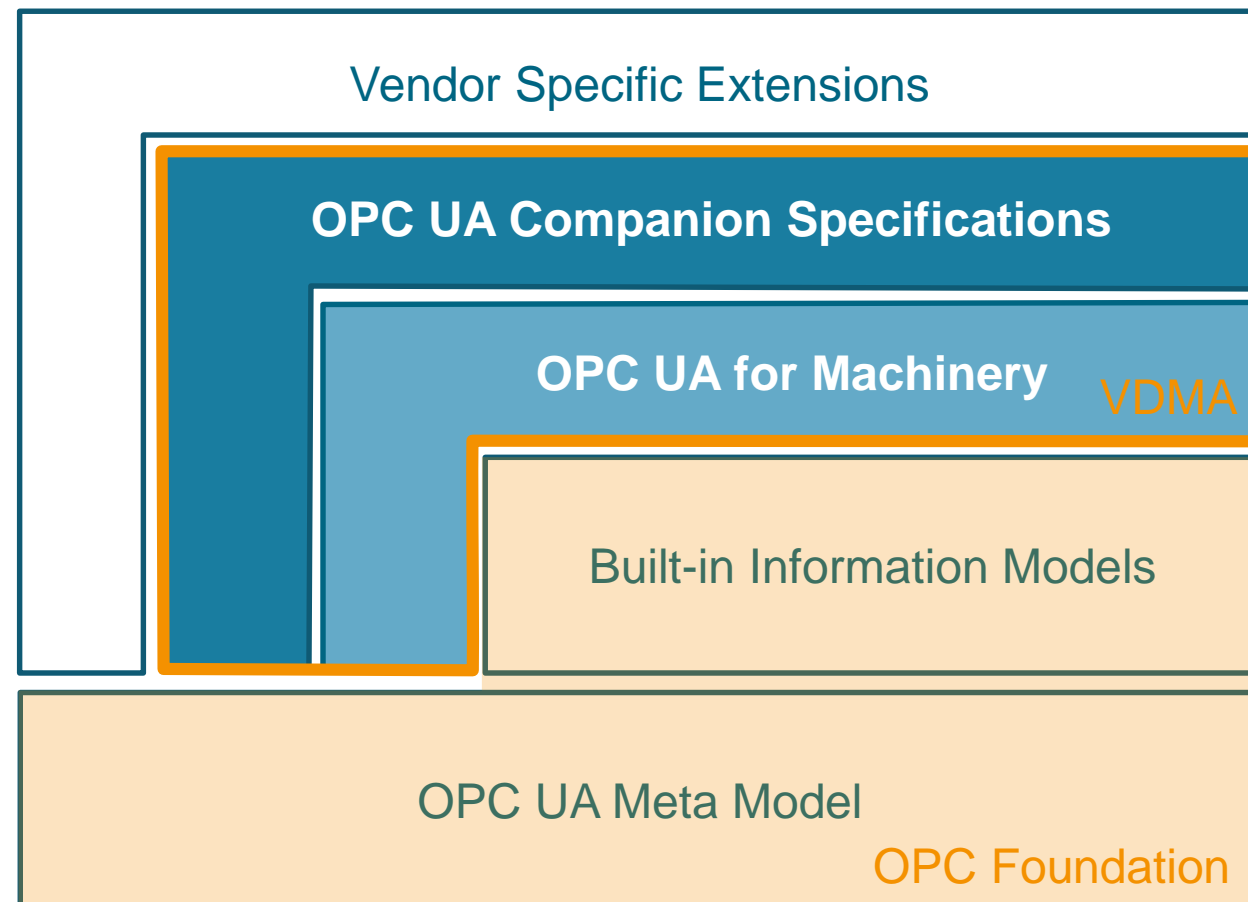 Vendor Specific Extensions
OPC UA Companion Specifications
OPC UA for Machinery
VDMA
Built-in Information Models
OPC UA Meta Model
OPC Foundation